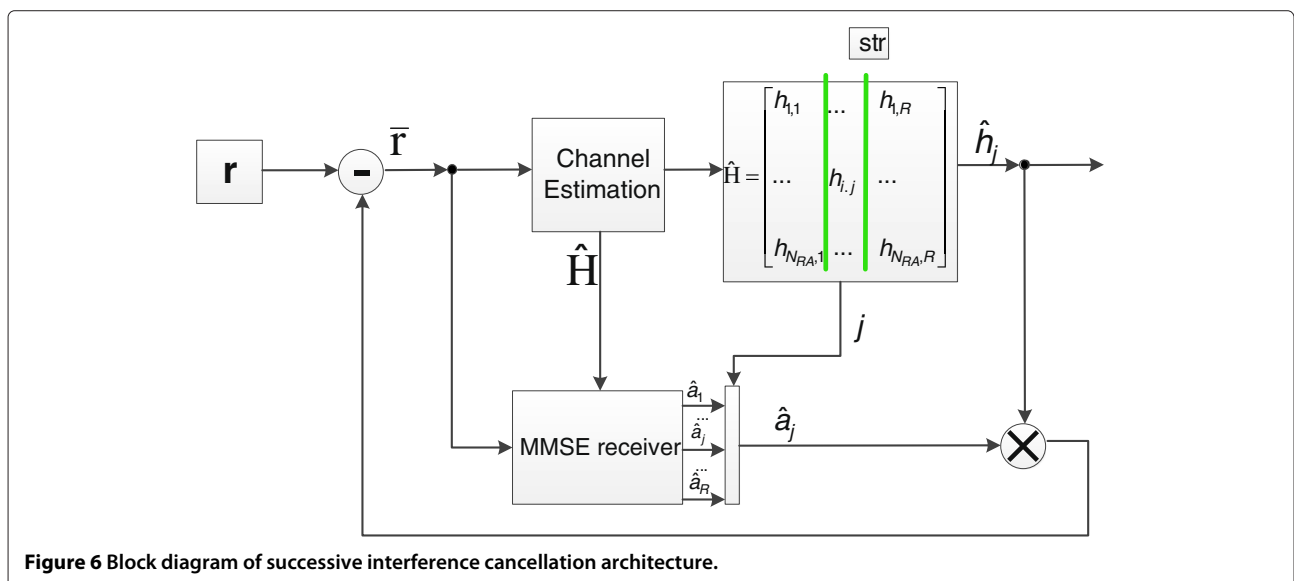 str
r
-
r̄
Channel
Estimation
Ĥ =
h1,1 ... h1,R
... hi.j ...
hNRA,1 ... hNRA,R
ĥj
Ĥ
j
MMSE receiver
â1
...
âj
...
âR
âj
×
Figure 6 Block diagram of successive interference cancellation architecture.